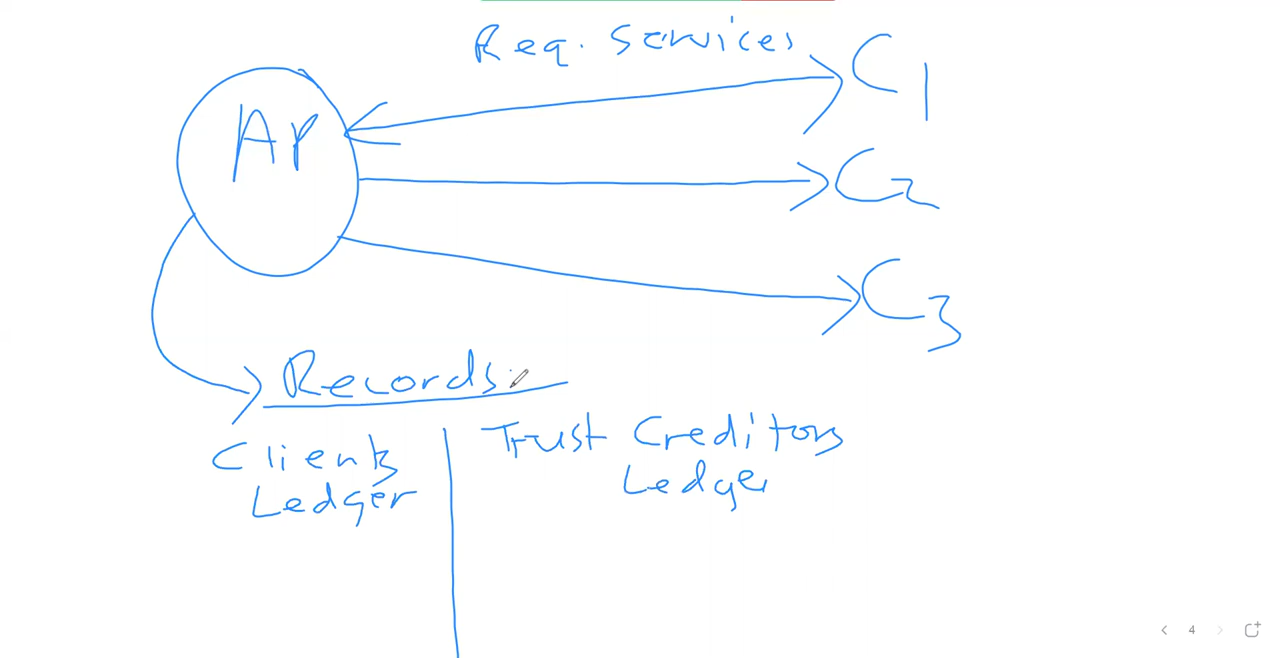 Req. Services
C1
AP
C2
C3
Records
Clients
Ledger
Trust Creditors
Ledger
4